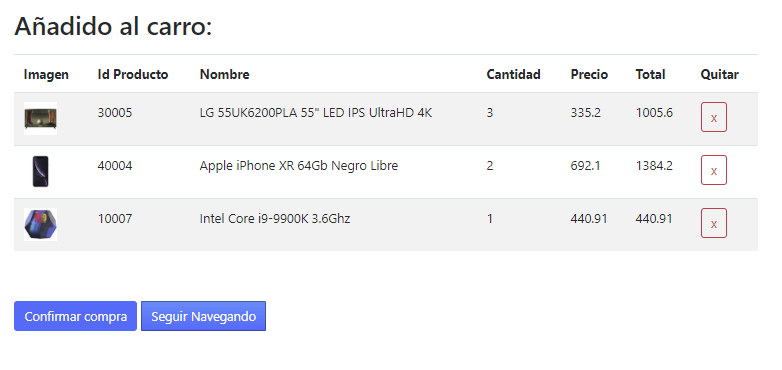 Añadido al carro:
Imagen Id Producto Nombre Cantidad Precio Total Quitar
30005 LG 55UK6200PLA 55" LED IPS UltraHD 4K 3 335.2 1005.6 x
40004 Apple iPhone XR 64Gb Negro Libre 2 692.1 1384.2 x
10007 Intel Core i9-9900K 3.6Ghz 1 440.91 440.91 x
Confirmar compra Seguir Navegando